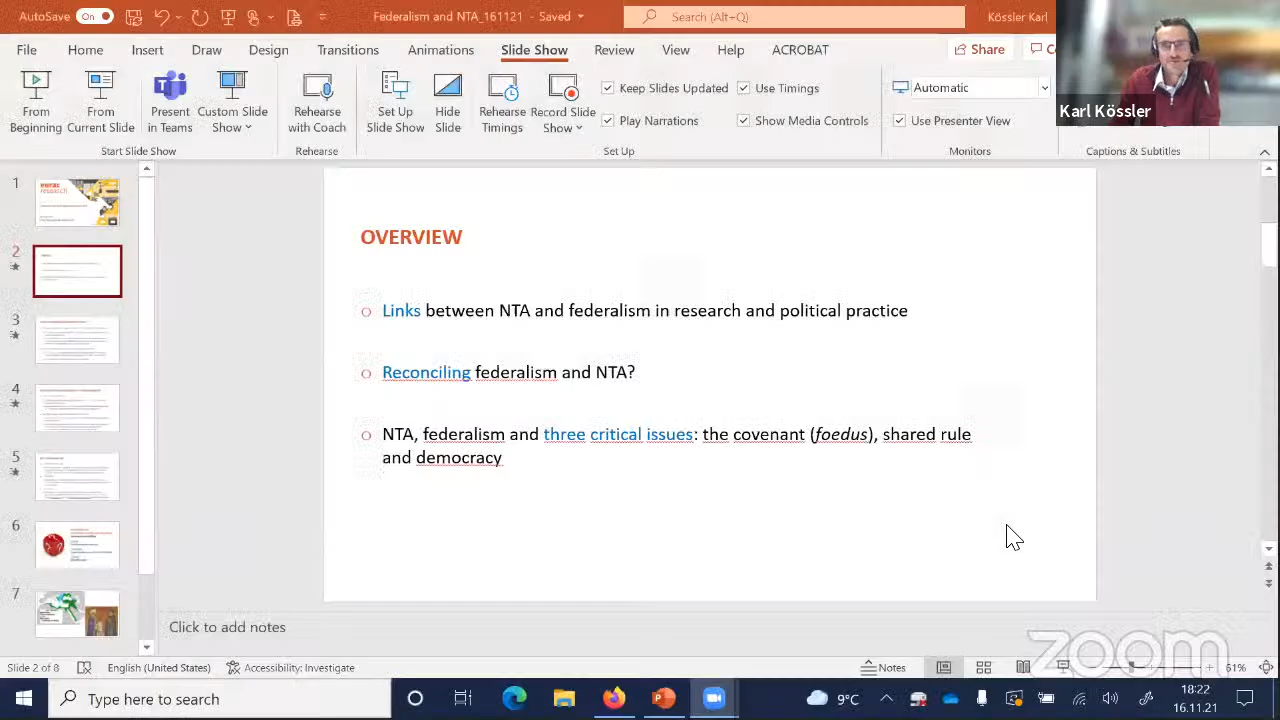 AutoSave On Federalism and NTA_161121 - Saved Search (Alt+Q) Kössler Karl
File Home Insert Draw Design Transitions Animations Slide Show Review View Help ACROBAT Share
From Beginning From Current Slide Present in Teams Custom Slide Show Rehearse with Coach Set Up Slide Show Hide Slide Rehearse Timings Record Slide Show
Keep Slides Updated Use Timings Automatic
Play Narrations Show Media Controls Use Presenter View
Karl Kössler
Start Slide Show Rehearse Set Up Monitors Captions & Subtitles
1
2
4
6
7
OVERVIEW
Links between NTA and federalism in research and political practice
Reconciling federalism and NTA?
NTA, federalism and three critical issues: the covenant (foedus), shared rule
and democracy
Click to add notes
zoom
Slide 2 of 8 English (United States) Accessibility: Investigate Notes 61%
Type here to search 9°C 18:22
16.11.21